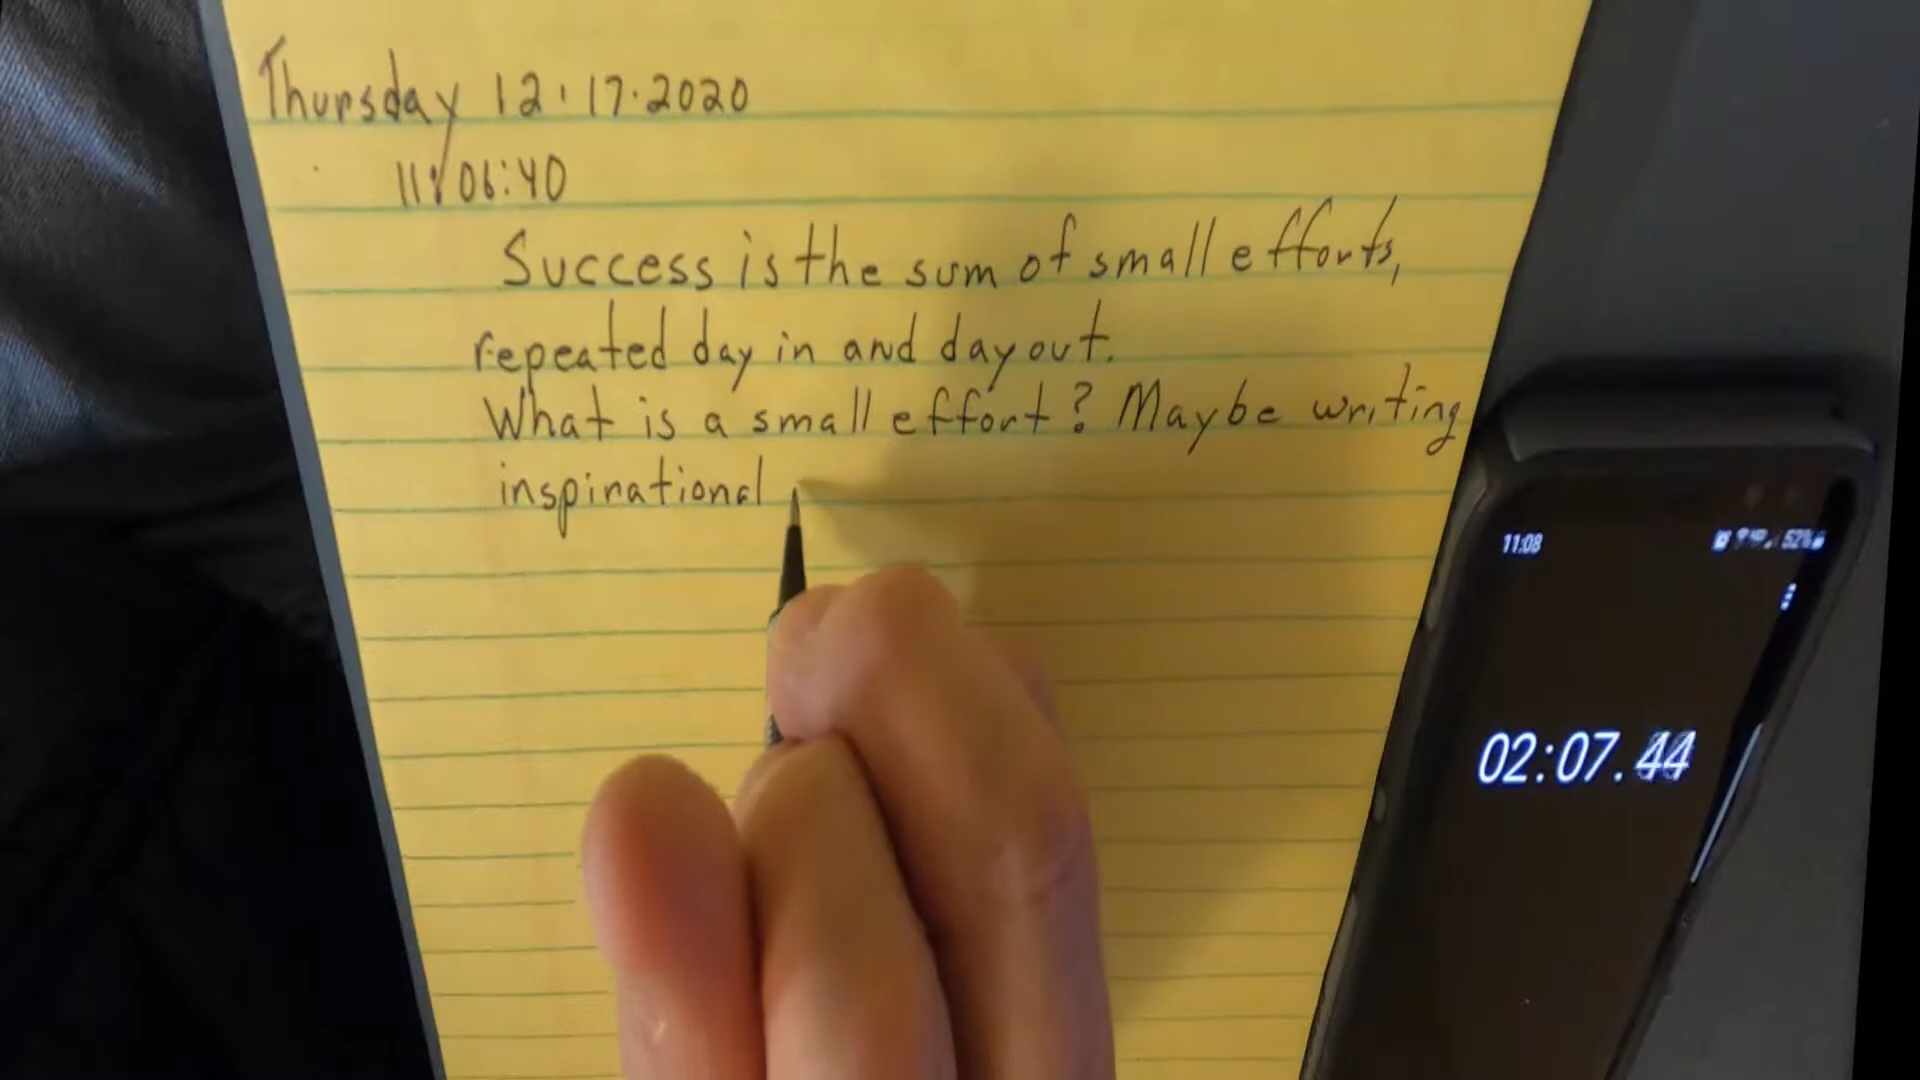 Thursday 12.17.2020
11:06:40
Success is the sum of small efforts,
repeated day in and day out.
What is a small effort? Maybe writing
inspirational
11:08
52%
02:07.44